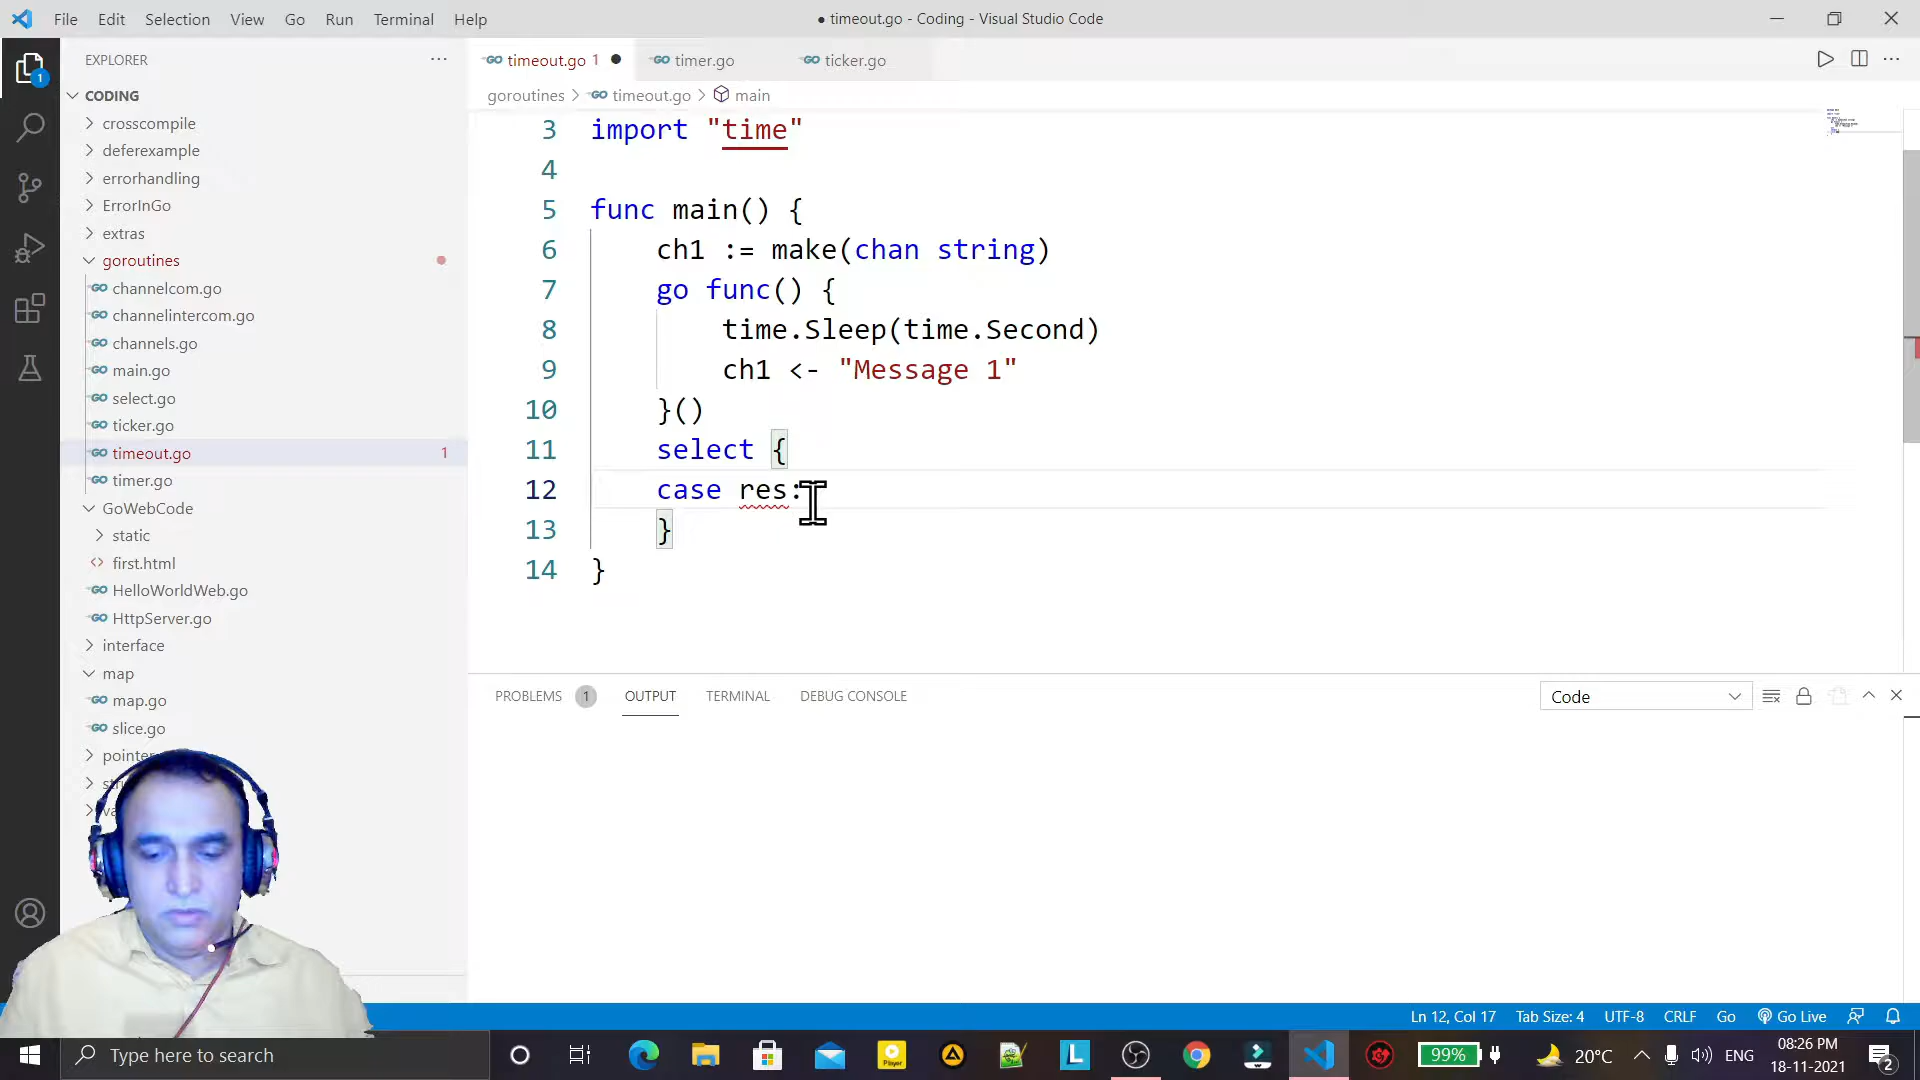 File Edit Selection View Go Run Terminal Help
● timeout.go - Coding - Visual Studio Code
EXPLORER
CODING
crosscompile
deferexample
errorhandling
ErrorInGo
extras
goroutines
channelcom.go
channelintercom.go
channels.go
main.go
select.go
ticker.go
timeout.go 1
timer.go
GoWebCode
static
first.html
HelloWorldWeb.go
HttpServer.go
interface
map
map.go
slice.go
timeout.go 1
timer.go
ticker.go
goroutines > timeout.go > main
3 import "time"
4
5 func main() {
6 ch1 := make(chan string)
7 go func() {
8 time.Sleep(time.Second)
9 ch1 <- "Message 1"
10 }()
11 select {
12 case res:
13 }
14 }
PROBLEMS 1 OUTPUT TERMINAL DEBUG CONSOLE
Code
Ln 12, Col 17 Tab Size: 4 UTF-8 CRLF Go Go Live
Type here to search
99% 20°C ENG
08:26 PM
18-11-2021
2